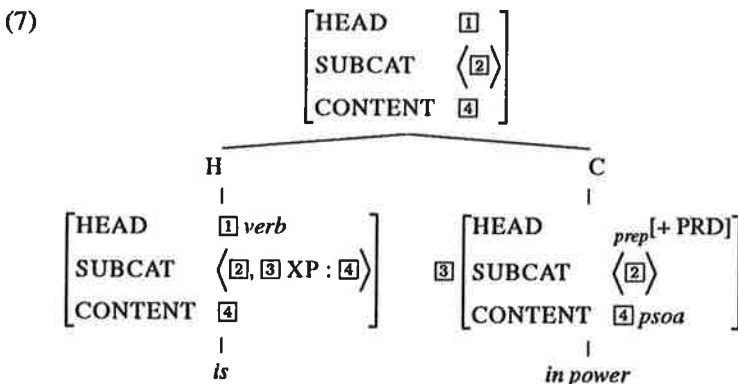 (7)
[HEAD 1
SUBCAT ⟨2⟩
CONTENT 4]
H C
[HEAD 1 verb
SUBCAT ⟨2, 3 XP : 4⟩
CONTENT 4]
3 [HEAD prep[+ PRD]
SUBCAT ⟨2⟩
CONTENT 4 psoa]
is in power